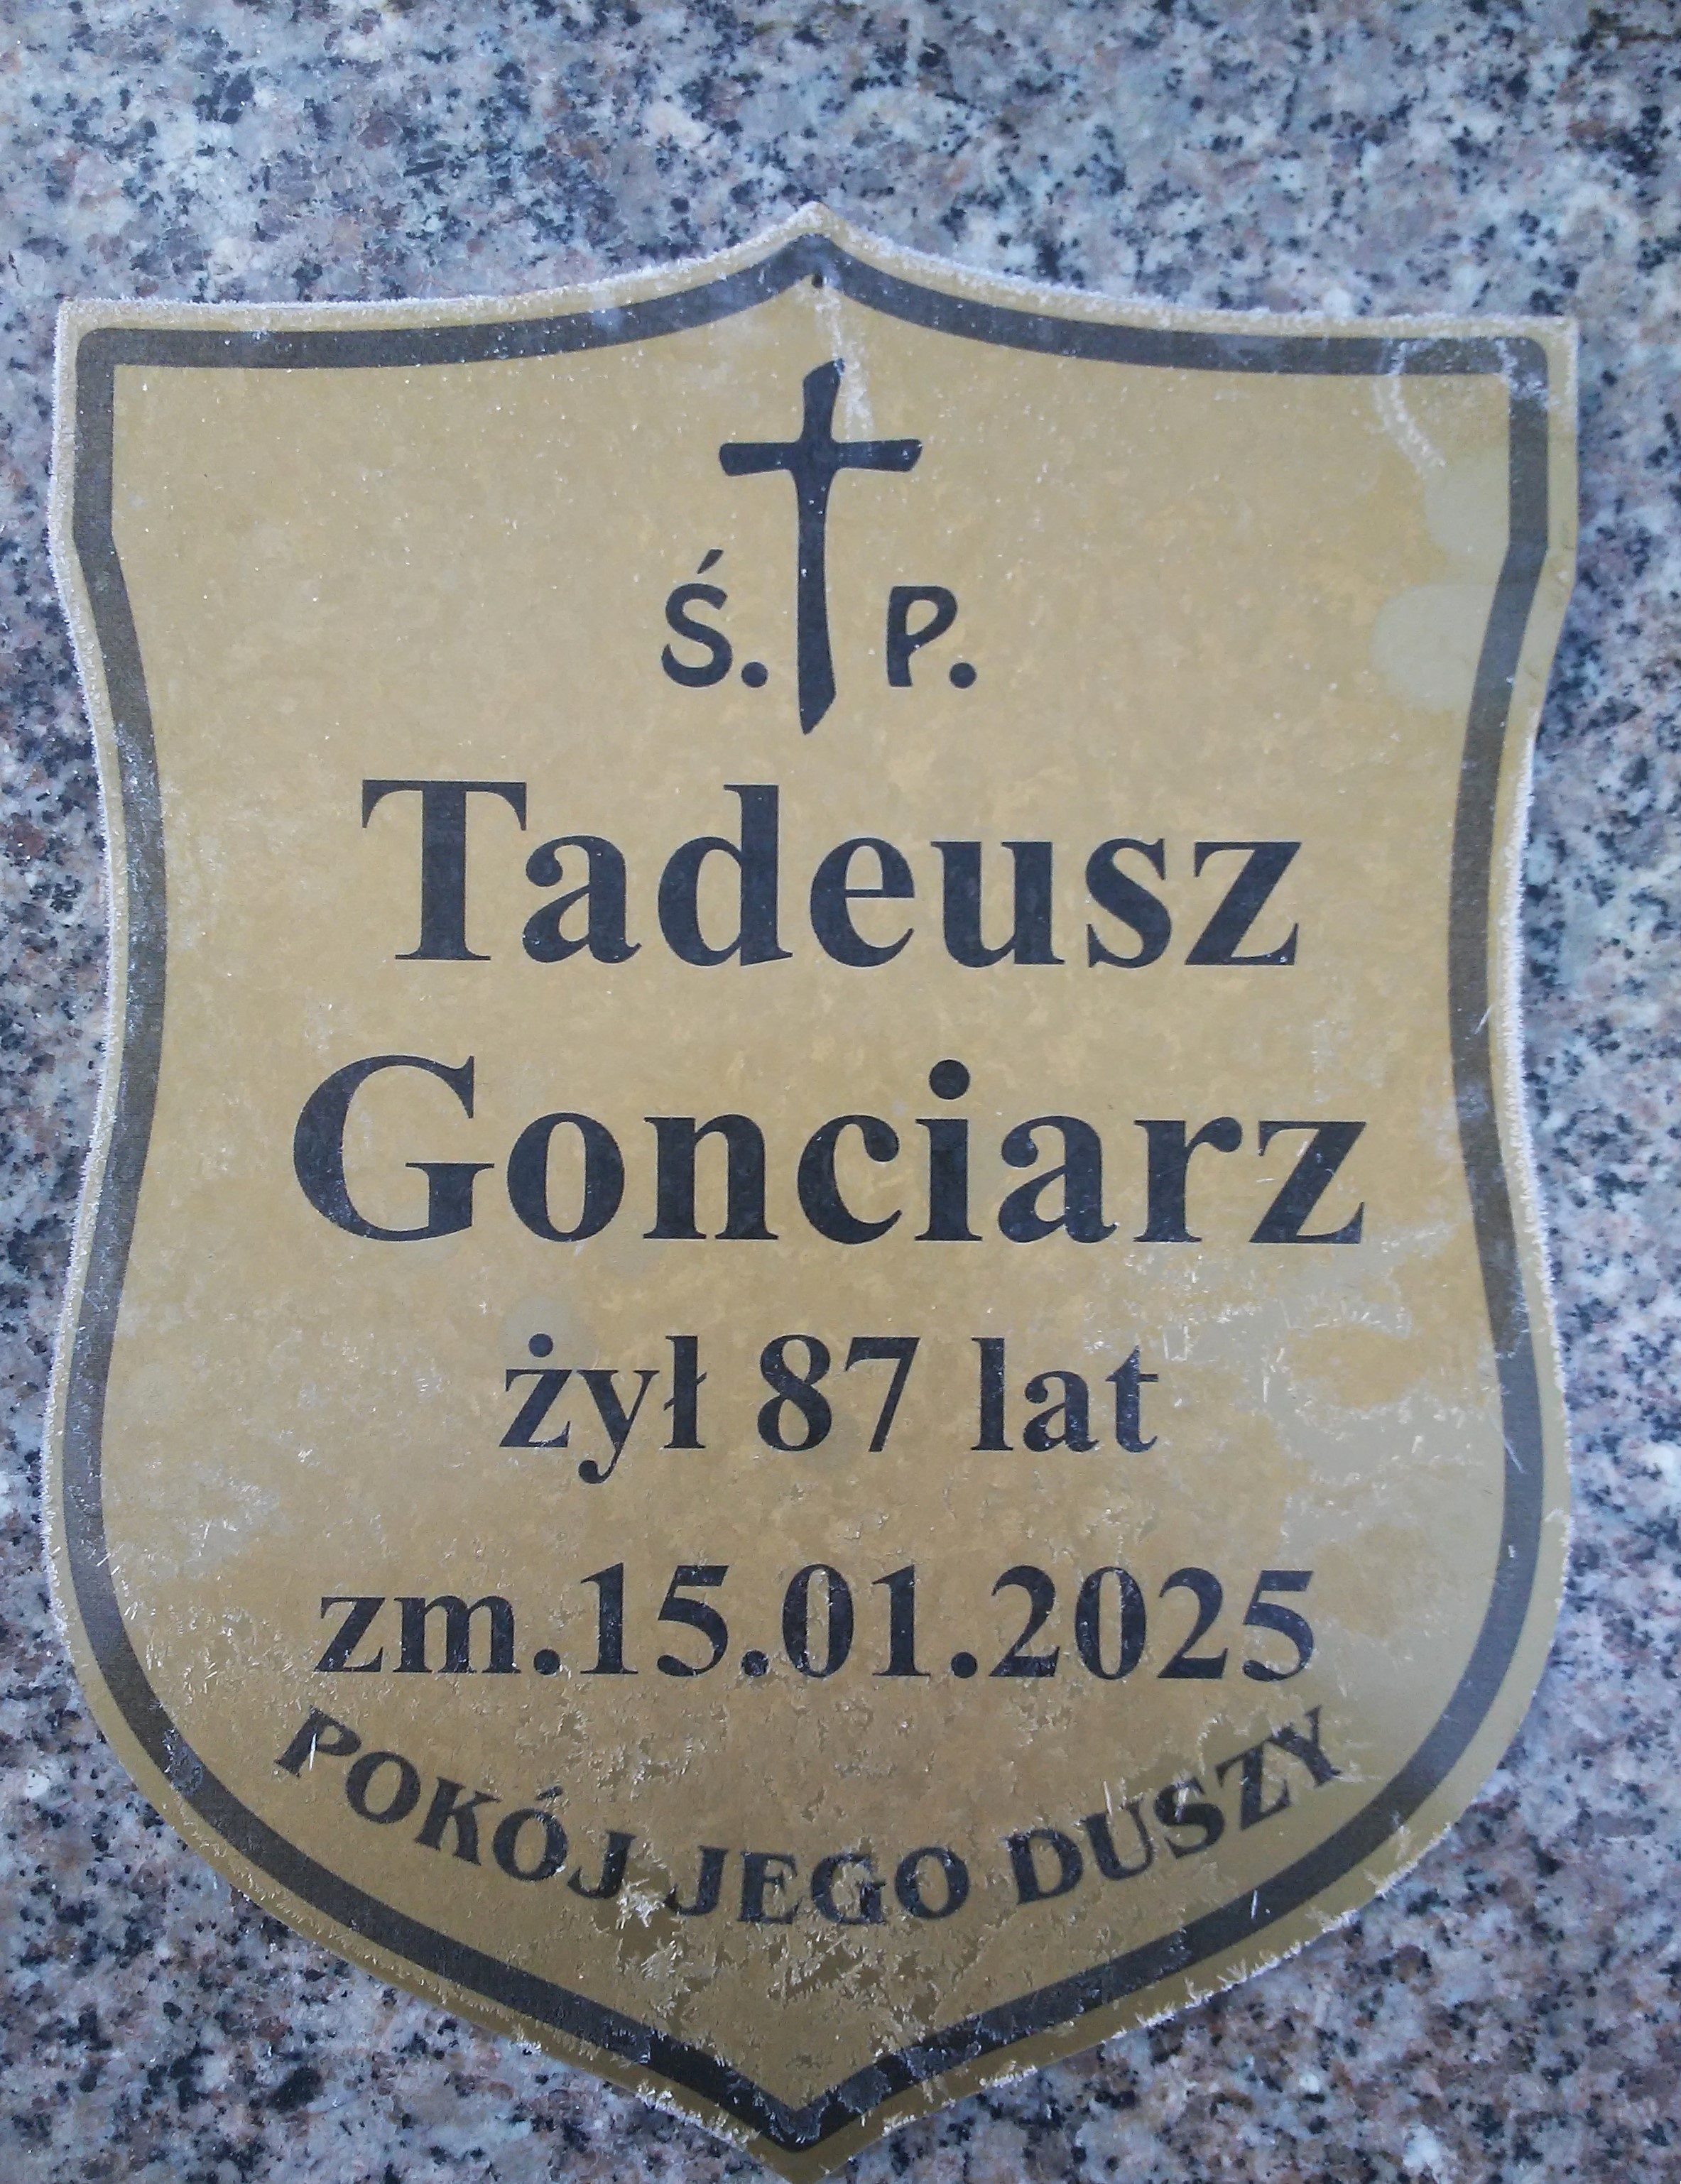 Ś. P.
Tadeusz
Gonciarz
żył 87 lat
zm.15.01.2025
POKÓJ JEGO DUSZY